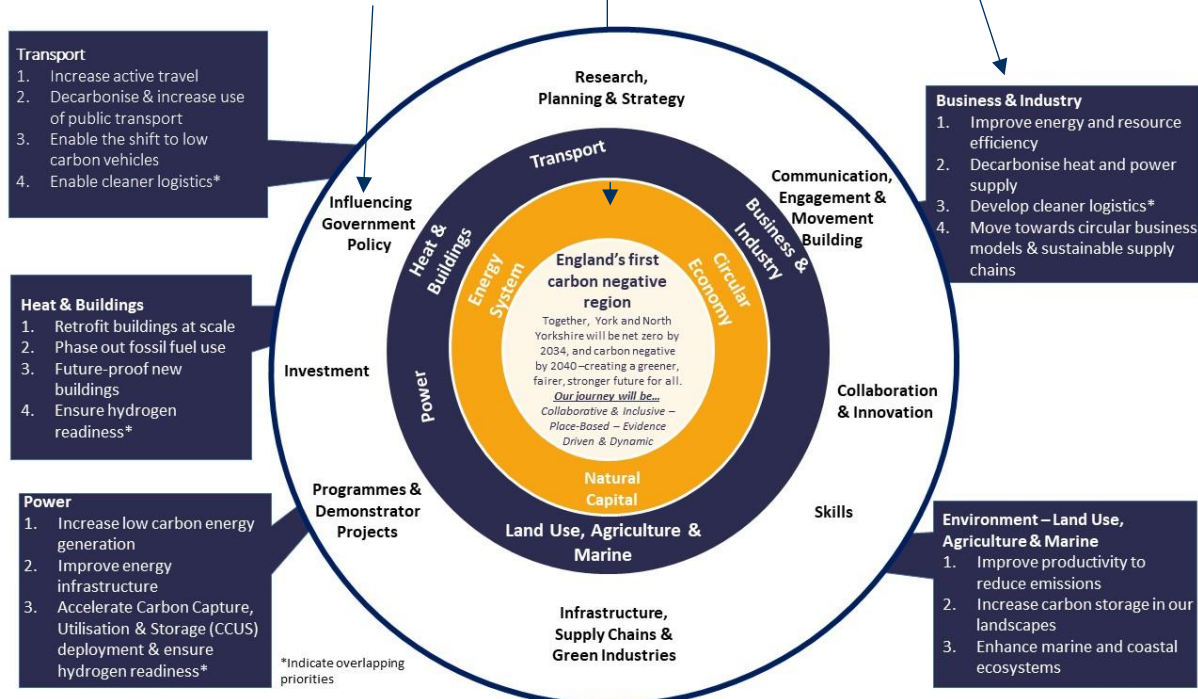 Transport
1. Increase active travel
2. Decarbonise & increase use
of public transport
3. Enable the shift to low
carbon vehicles
4. Enable cleaner logistics*
Heat & Buildings
1. Retrofit buildings at scale
2. Phase out fossil fuel use
3. Future-proof new
buildings
4. Ensure hydrogen
readiness*
Power
1. Increase low carbon energy
generation
2. Improve energy
infrastructure
3. Accelerate Carbon Capture,
Utilisation & Storage (CCUS)
deployment & ensure
hydrogen readiness*
*Indicate overlapping
priorities
Research,
Planning & Strategy
Communication,
Engagement &
Movement
Building
Collaboration
& Innovation
Skills
Infrastructure,
Supply Chains &
Green Industries
Programmes &
Demonstrator
Projects
Investment
Influencing
Government
Policy
Transport
Business &
Industry
Land Use, Agriculture &
Marine
Power
Heat &
Buildings
Energy
System
Circular
Economy
Natural
Capital
England's first
carbon negative
region
Together, York and North
Yorkshire will be net zero by
2034, and carbon negative
by 2040 –creating a greener,
fairer, stronger future for all.
Our journey will be...
Collaborative & Inclusive –
Place-Based – Evidence
Driven & Dynamic
Business & Industry
1. Improve energy and resource
efficiency
2. Decarbonise heat and power
supply
3. Develop cleaner logistics*
4. Move towards circular business
models & sustainable supply
chains
Environment – Land Use,
Agriculture & Marine
1. Improve productivity to
reduce emissions
2. Increase carbon storage in our
landscapes
3. Enhance marine and coastal
ecosystems